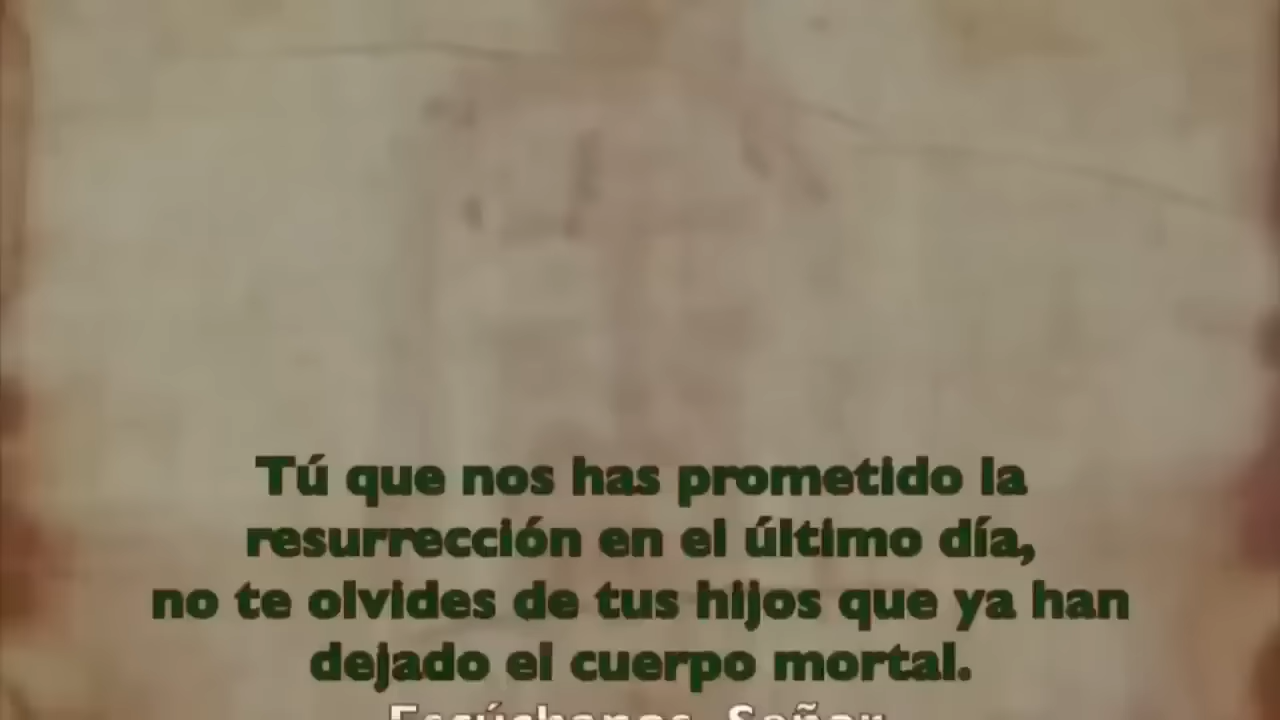 Tú que nos has prometido la
resurrección en el último día,
no te olvides de tus hijos que ya han
dejado el cuerpo mortal.
Escúchanos, Señor